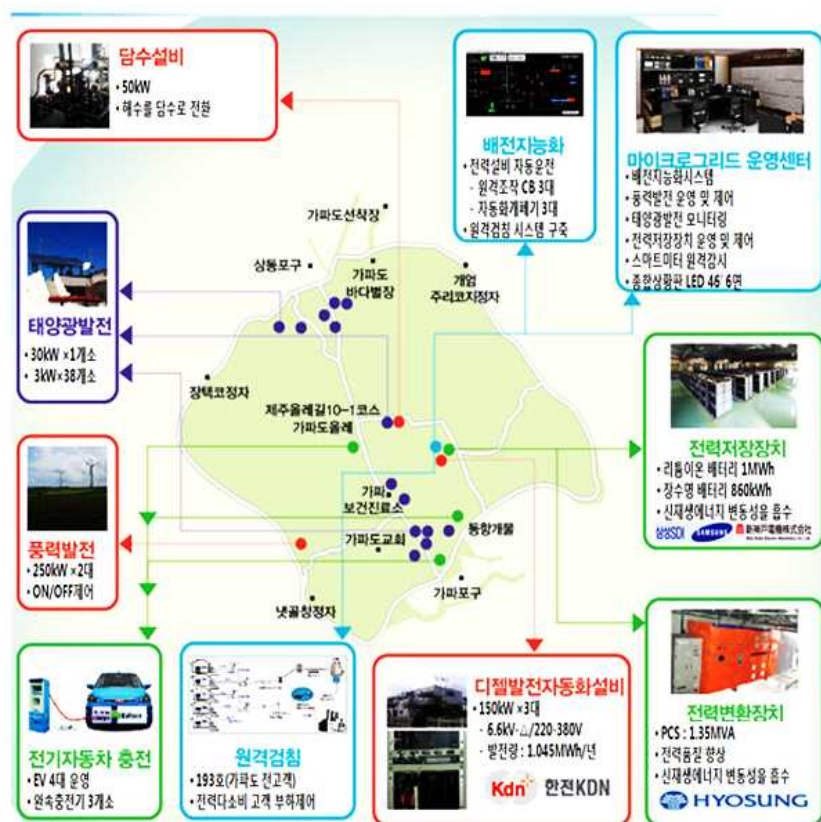 담수설비
• 50kW
• 해수를 담수로 전환
배전지능화
• 전력설비 자동운전
- 원격조작 CB 3대
- 자동화개폐기 3대
• 원격검침 시스템 구축
마이크로그리드 운영센터
• 배전지능화시스템
• 풍력발전 운영 및 제어
• 태양광발전 모니터링
• 전력저장장치 운영 및 제어
• 스마트미터 원격감시
• 종합상황판 LED 46' 6면
태양광발전
• 30kW ×1개소
• 3kW×38개소
가파도선착장
상동포구
가파도
바다별장
개엄
주리코지정자
장택코정자
제주올레길10-1코스
가파도올레
가파
보건진료소
가파도교회
동항개물
냇골창정자
가파포구
전력저장장치
• 리튬이온 배터리 1MWh
• 장수명 배터리 860kWh
• 신재생에너지 변동성을 흡수
삼성SDI
SAMSUNG
新神戸電機株式会社
풍력발전
• 250kW ×2대
• ON/OFF제어
전기자동차 충전
• EV 4대 운영
• 완속충전기 3개소
원격검침
• 193호(가파도 전고객)
• 전력다소비 고객 부하제어
디젤발전자동화설비
• 150kW ×3대
- 6.6kV-△/220-380V
- 발전량 : 1.045MWh/년
Kdn 한전KDN
전력변환장치
• PCS : 1.35MVA
• 전력품질 향상
• 신재생에너지 변동성을 흡수
HYOSUNG